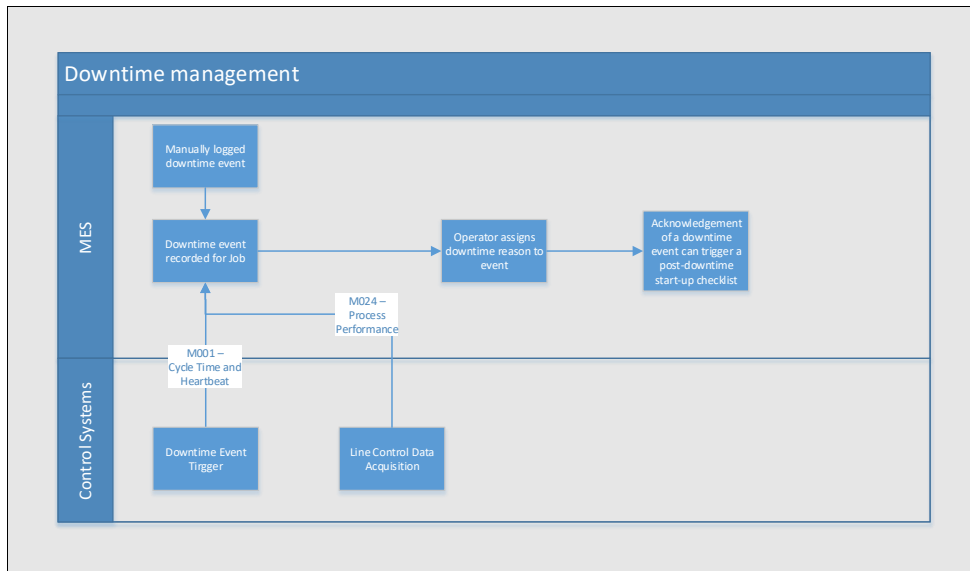 Downtime management
MES
Manually logged
downtime event
Downtime event
recorded for Job
Operator assigns
downtime reason to
event
Acknowledgement
of a downtime
event can trigger a
post-downtime
start-up checklist
M024 –
Process
Performance
M001 –
Cycle Time and
Heartbeat
Control Systems
Downtime Event
Tirgger
Line Control Data
Acquisition